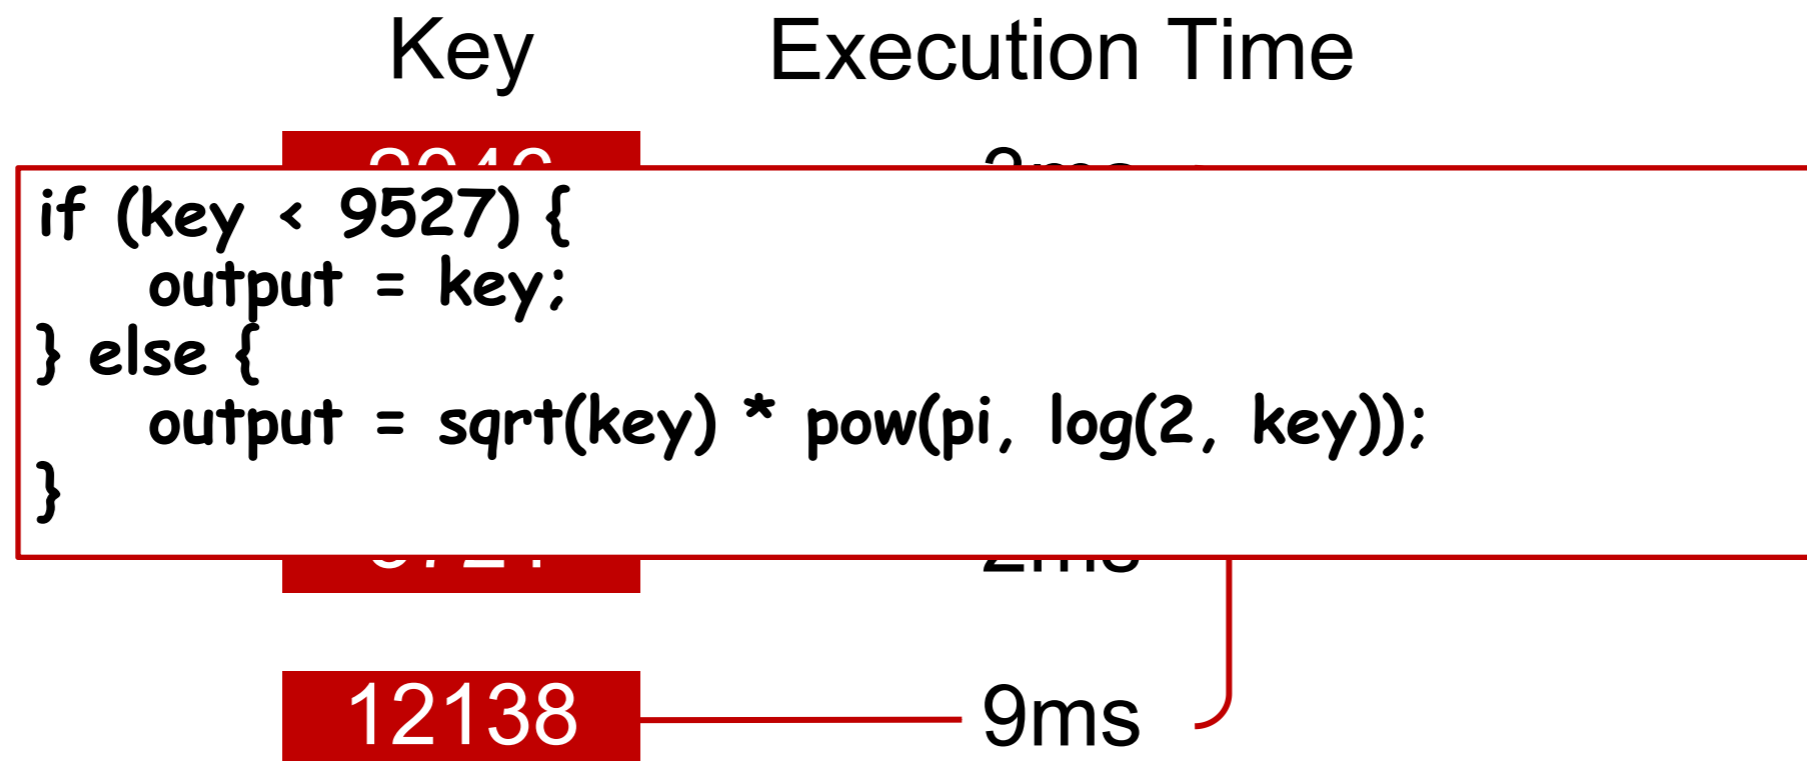 Key Execution Time
if (key < 9527) {
output = key;
} else {
output = sqrt(key) * pow(pi, log(2, key));
}
12138 9ms